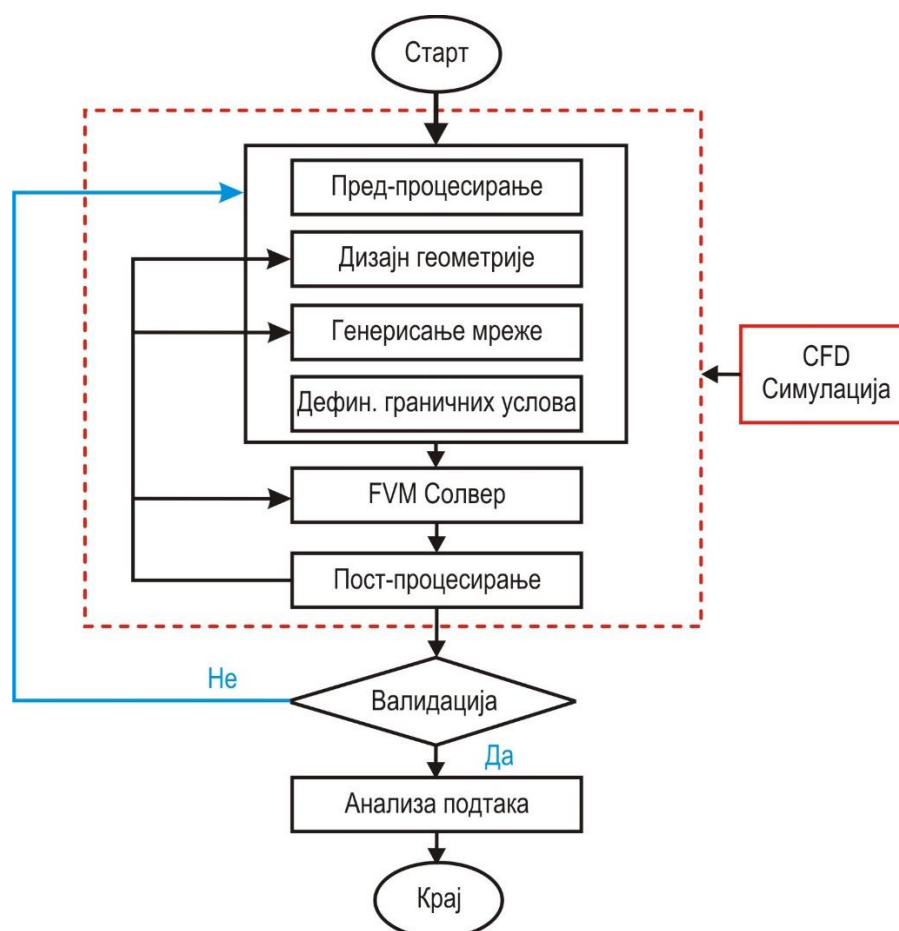 Старт
Пред-процесирање
Дизајн геометрије
Генерисање мреже
Дефин. граничних услова
CFD
Симулација
FVM Солвер
Пост-процесирање
Не
Валидација
Да
Анализа подтака
Крај